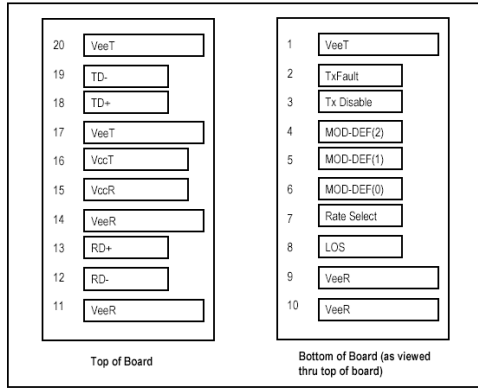 20 VeeT
19 TD-
18 TD+
17 VeeT
16 VccT
15 VccR
14 VeeR
13 RD+
12 RD-
11 VeeR
Top of Board
1 VeeT
2 TxFault
3 Tx Disable
4 MOD-DEF(2)
5 MOD-DEF(1)
6 MOD-DEF(0)
7 Rate Select
8 LOS
9 VeeR
10 VeeR
Bottom of Board (as viewed
thru top of board)